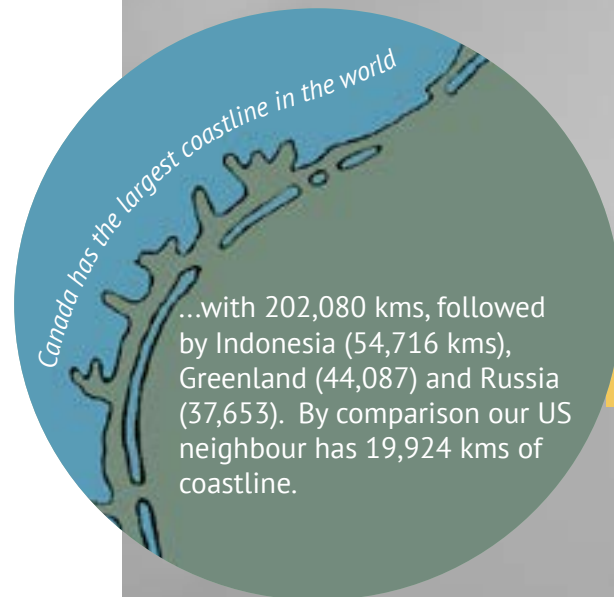 Canada has the largest coastline in the world
...with 202,080 kms, followed
by Indonesia (54,716 kms),
Greenland (44,087) and Russia
(37,653).  By comparison our US
neighbour has 19,924 kms of
coastline.